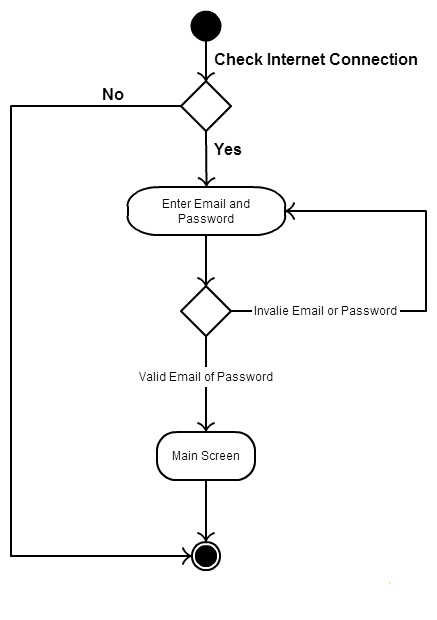 Check Internet Connection
No
Yes
Enter Email and
Password
Invalie Email or Password
Valid Email of Password
Main Screen